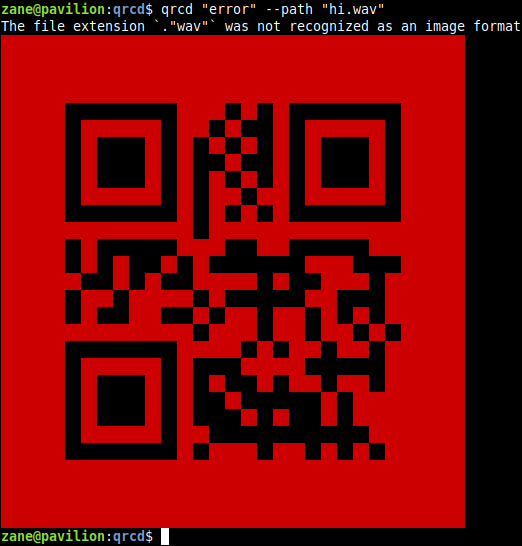 zane@pavilion:qrcd$ qrcd "error" --path "hi.wav"
The file extension `."wav"` was not recognized as an image format
zane@pavilion:qrcd$